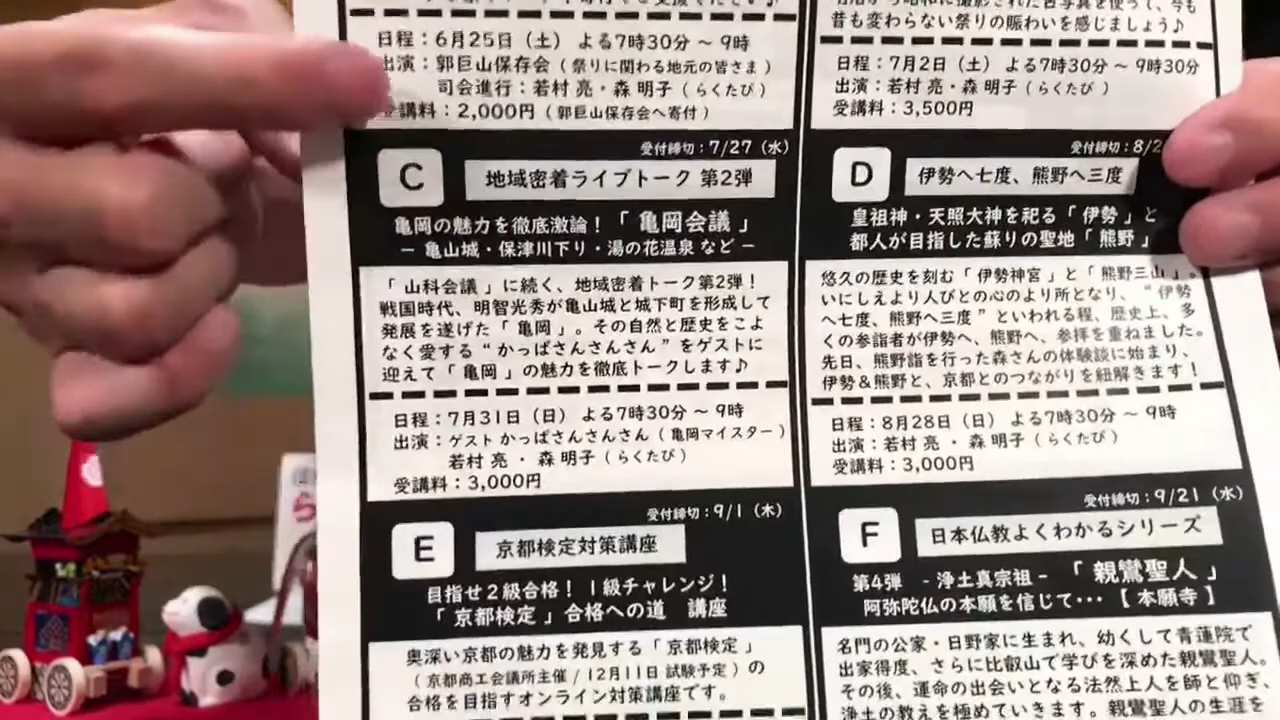 日程：6月25日（土）よる7時30分～9時
出演：郭巨山保存会（祭りに関わる地元の皆さま）
司会進行：若村 亮・森 明子（らくたび）
受講料：2,000円（郭巨山保存会へ寄付）
昔も変わらない祭りの賑わいを感じましょう♪
日程：7月2日（土）よる7時30分～9時30分
出演：若村 亮・森 明子（らくたび）
受講料：3,500円
受付締切：7/27（水）
C 地域密着ライブトーク 第2弾
亀岡の魅力を徹底激論！「亀岡会議」
－ 亀山城・保津川下り・湯の花温泉 など －
「山科会議」に続く、地域密着トーク第2弾！
戦国時代、明智光秀が亀山城と城下町を形成して
発展を遂げた「亀岡」。その自然と歴史をこよ
なく愛する“かっぱさんさんさん”をゲストに
迎えて「亀岡」の魅力を徹底トークします♪
日程：7月31日（日）よる7時30分～9時
出演：ゲスト かっぱさんさんさん（亀岡マイスター）
若村 亮・森 明子（らくたび）
受講料：3,000円
受付締切：8/2
D 伊勢へ七度、熊野へ三度
皇祖神・天照大神を祀る「伊勢」と
都人が目指した蘇りの聖地「熊野」
悠久の歴史を刻む「伊勢神宮」と「熊野三山」。
いにしえより人びとの心のより所となり、“伊勢
へ七度、熊野へ三度”といわれる程、歴史上、多
くの参詣者が伊勢へ、熊野へ、参拝を重ねました。
先日、熊野詣を行った森さんの体験談に始まり、
伊勢＆熊野と、京都とのつながりを紐解きます！
日程：8月28日（日）よる7時30分～9時
出演：若村 亮・森 明子（らくたび）
受講料：3,000円
受付締切：9/1（木）
E 京都検定対策講座
目指せ2級合格！1級チャレンジ！
「京都検定」合格への道 講座
奥深い京都の魅力を発見する「京都検定」
（京都商工会議所主催 / 12月11日 試験予定）の
合格を目指すオンライン対策講座です。
受付締切：9/21（水）
F 日本仏教よくわかるシリーズ
第4弾 －浄土真宗祖－「親鸞聖人」
阿弥陀仏の本願を信じて･･･【本願寺】
名門の公家・日野家に生まれ、幼くして青蓮院で
出家得度、さらに比叡山で学びを深めた親鸞聖人。
その後、運命の出会いとなる法然上人を師と仰ぎ、
浄土の教えを極めていきます。親鸞聖人の生涯を